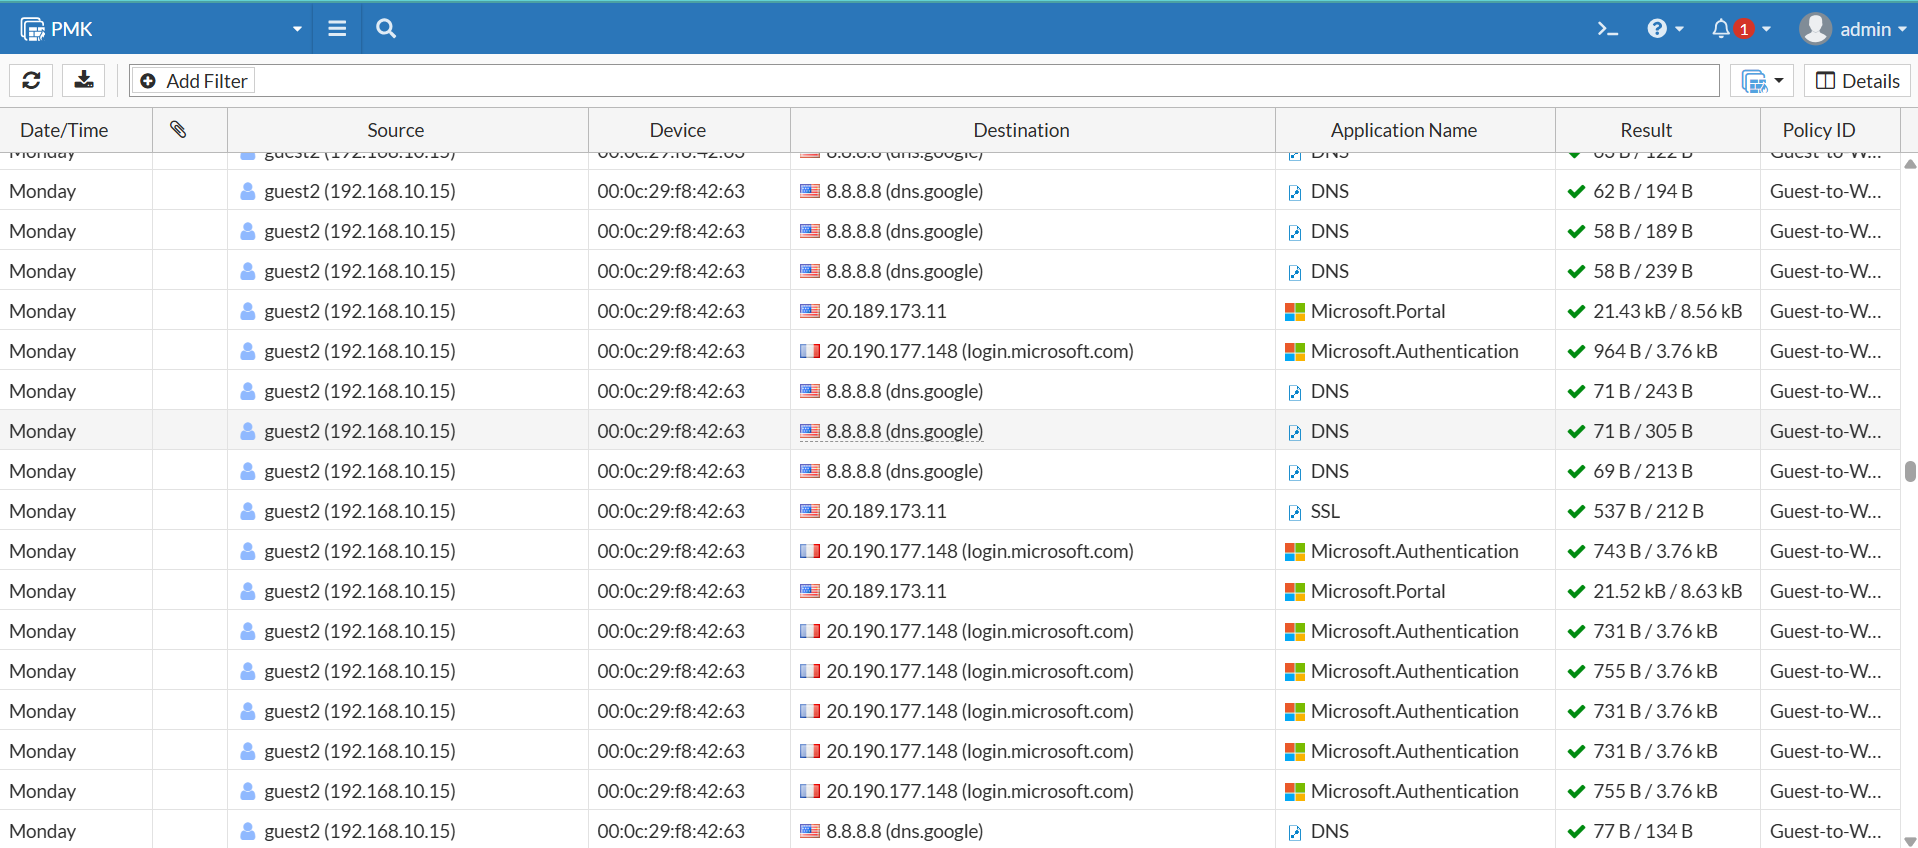 PMK 1 admin
Add Filter Details
Date/Time Source Device Destination Application Name Result Policy ID
Monday guest2 (192.168.10.15) 00:0c:29:f8:42:63 8.8.8.8 (dns.google) DNS 63 B / 122 B Guest-to-W...
Monday guest2 (192.168.10.15) 00:0c:29:f8:42:63 8.8.8.8 (dns.google) DNS 62 B / 194 B Guest-to-W...
Monday guest2 (192.168.10.15) 00:0c:29:f8:42:63 8.8.8.8 (dns.google) DNS 58 B / 189 B Guest-to-W...
Monday guest2 (192.168.10.15) 00:0c:29:f8:42:63 8.8.8.8 (dns.google) DNS 58 B / 239 B Guest-to-W...
Monday guest2 (192.168.10.15) 00:0c:29:f8:42:63 20.189.173.11 Microsoft.Portal 21.43 kB / 8.56 kB Guest-to-W...
Monday guest2 (192.168.10.15) 00:0c:29:f8:42:63 20.190.177.148 (login.microsoft.com) Microsoft.Authentication 964 B / 3.76 kB Guest-to-W...
Monday guest2 (192.168.10.15) 00:0c:29:f8:42:63 8.8.8.8 (dns.google) DNS 71 B / 243 B Guest-to-W...
Monday guest2 (192.168.10.15) 00:0c:29:f8:42:63 8.8.8.8 (dns.google) DNS 71 B / 305 B Guest-to-W...
Monday guest2 (192.168.10.15) 00:0c:29:f8:42:63 8.8.8.8 (dns.google) DNS 69 B / 213 B Guest-to-W...
Monday guest2 (192.168.10.15) 00:0c:29:f8:42:63 20.189.173.11 SSL 537 B / 212 B Guest-to-W...
Monday guest2 (192.168.10.15) 00:0c:29:f8:42:63 20.190.177.148 (login.microsoft.com) Microsoft.Authentication 743 B / 3.76 kB Guest-to-W...
Monday guest2 (192.168.10.15) 00:0c:29:f8:42:63 20.189.173.11 Microsoft.Portal 21.52 kB / 8.63 kB Guest-to-W...
Monday guest2 (192.168.10.15) 00:0c:29:f8:42:63 20.190.177.148 (login.microsoft.com) Microsoft.Authentication 731 B / 3.76 kB Guest-to-W...
Monday guest2 (192.168.10.15) 00:0c:29:f8:42:63 20.190.177.148 (login.microsoft.com) Microsoft.Authentication 755 B / 3.76 kB Guest-to-W...
Monday guest2 (192.168.10.15) 00:0c:29:f8:42:63 20.190.177.148 (login.microsoft.com) Microsoft.Authentication 731 B / 3.76 kB Guest-to-W...
Monday guest2 (192.168.10.15) 00:0c:29:f8:42:63 20.190.177.148 (login.microsoft.com) Microsoft.Authentication 731 B / 3.76 kB Guest-to-W...
Monday guest2 (192.168.10.15) 00:0c:29:f8:42:63 20.190.177.148 (login.microsoft.com) Microsoft.Authentication 755 B / 3.76 kB Guest-to-W...
Monday guest2 (192.168.10.15) 00:0c:29:f8:42:63 8.8.8.8 (dns.google) DNS 77 B / 134 B Guest-to-W...